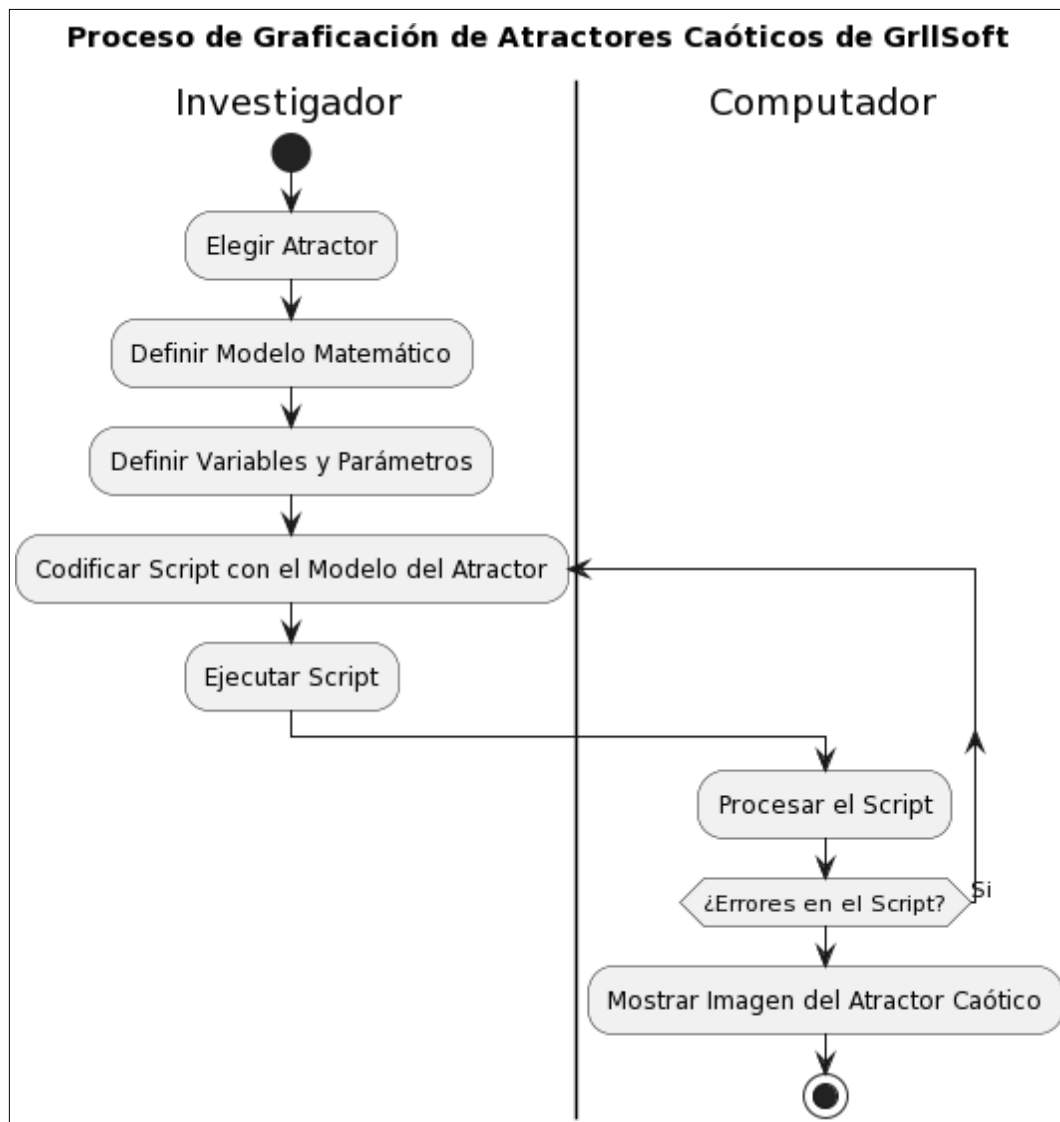 Proceso de Graficación de Atractores Caóticos de GrllSoft
Investigador
Computador
Elegir Atractor
Definir Modelo Matemático
Definir Variables y Parámetros
Codificar Script con el Modelo del Atractor
Ejecutar Script
Procesar el Script
¿Errores en el Script?
Si
Mostrar Imagen del Atractor Caótico